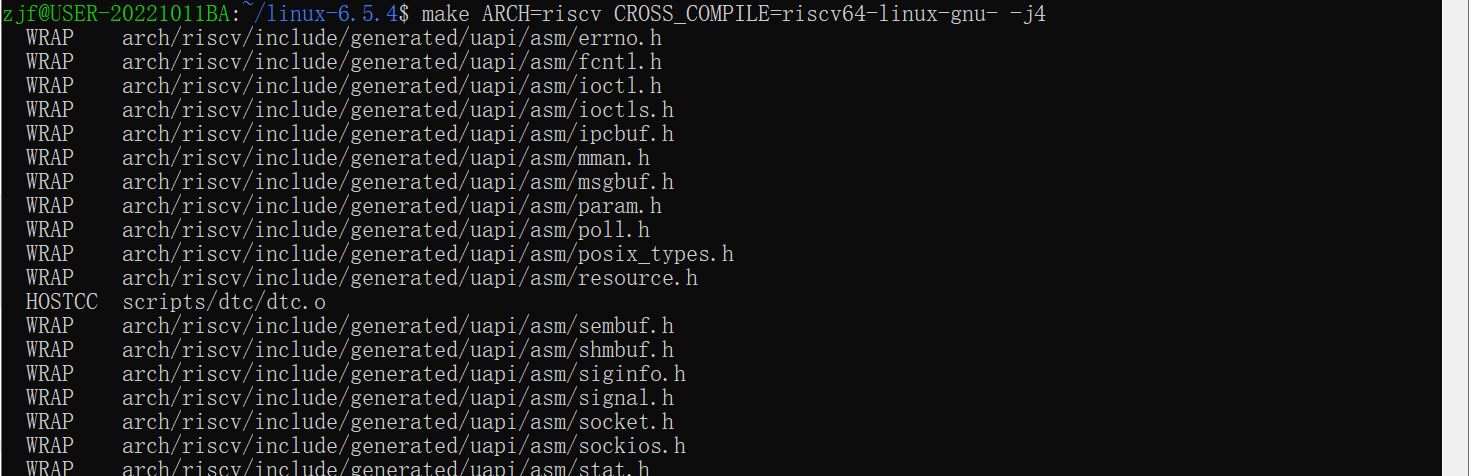 zjf@USER-20221011BA:~/linux-6.5.4$ make ARCH=riscv CROSS_COMPILE=riscv64-linux-gnu- -j4
WRAP    arch/riscv/include/generated/uapi/asm/errno.h
WRAP    arch/riscv/include/generated/uapi/asm/fcntl.h
WRAP    arch/riscv/include/generated/uapi/asm/ioctl.h
WRAP    arch/riscv/include/generated/uapi/asm/ioctls.h
WRAP    arch/riscv/include/generated/uapi/asm/ipcbuf.h
WRAP    arch/riscv/include/generated/uapi/asm/mman.h
WRAP    arch/riscv/include/generated/uapi/asm/msgbuf.h
WRAP    arch/riscv/include/generated/uapi/asm/param.h
WRAP    arch/riscv/include/generated/uapi/asm/poll.h
WRAP    arch/riscv/include/generated/uapi/asm/posix_types.h
WRAP    arch/riscv/include/generated/uapi/asm/resource.h
HOSTCC  scripts/dtc/dtc.o
WRAP    arch/riscv/include/generated/uapi/asm/sembuf.h
WRAP    arch/riscv/include/generated/uapi/asm/shmbuf.h
WRAP    arch/riscv/include/generated/uapi/asm/siginfo.h
WRAP    arch/riscv/include/generated/uapi/asm/signal.h
WRAP    arch/riscv/include/generated/uapi/asm/socket.h
WRAP    arch/riscv/include/generated/uapi/asm/sockios.h
WRAP    arch/riscv/include/generated/uapi/asm/stat.h